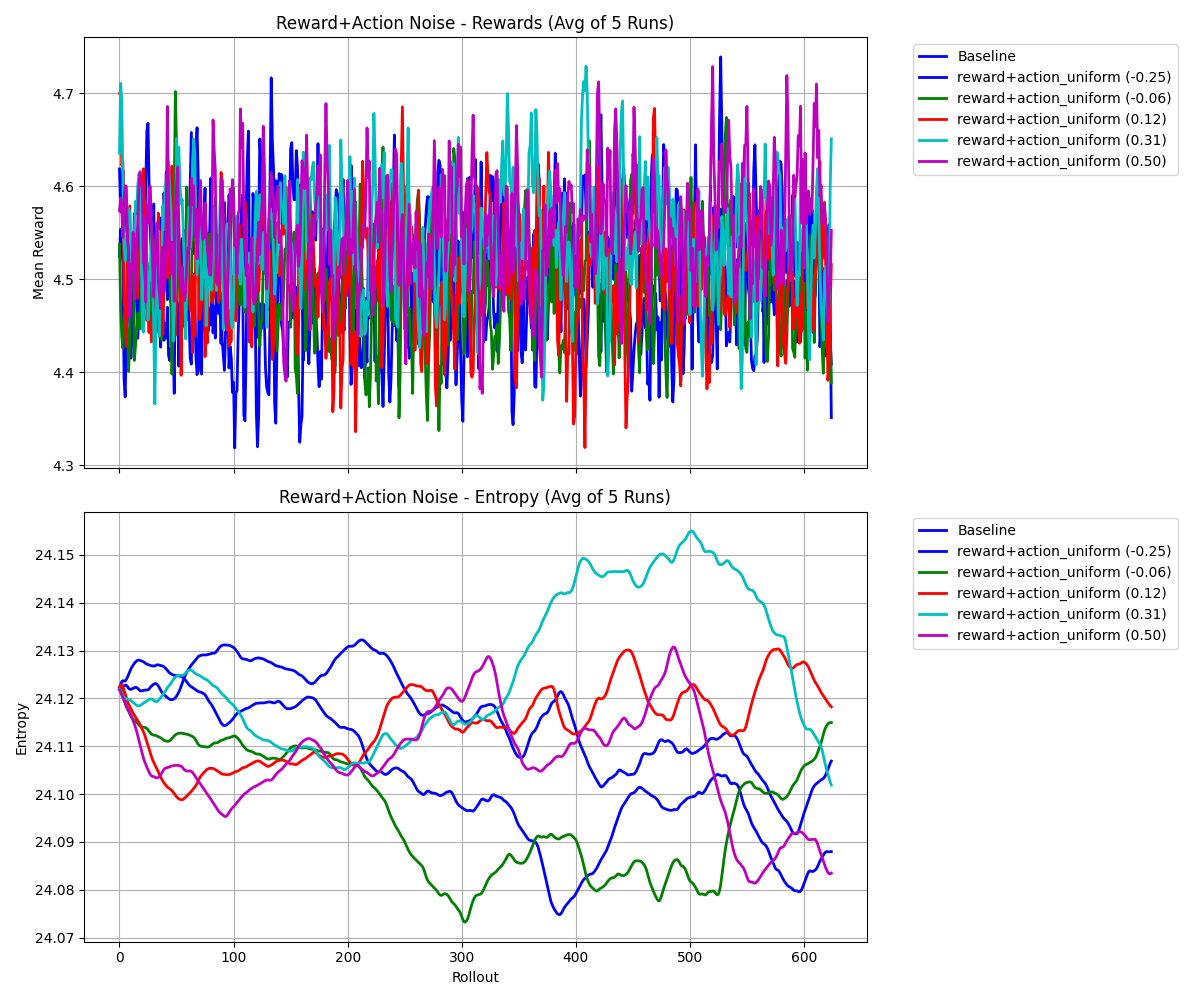 Reward+Action Noise - Rewards (Avg of 5 Runs)
4.7
4.6
4.5
4.4
4.3
Mean Reward
Baseline
reward+action_uniform (-0.25)
reward+action_uniform (-0.06)
reward+action_uniform (0.12)
reward+action_uniform (0.31)
reward+action_uniform (0.50)
Reward+Action Noise - Entropy (Avg of 5 Runs)
24.15
24.14
24.13
24.12
24.11
24.10
24.09
24.08
24.07
Entropy
0 100 200 300 400 500 600
Rollout
Baseline
reward+action_uniform (-0.25)
reward+action_uniform (-0.06)
reward+action_uniform (0.12)
reward+action_uniform (0.31)
reward+action_uniform (0.50)